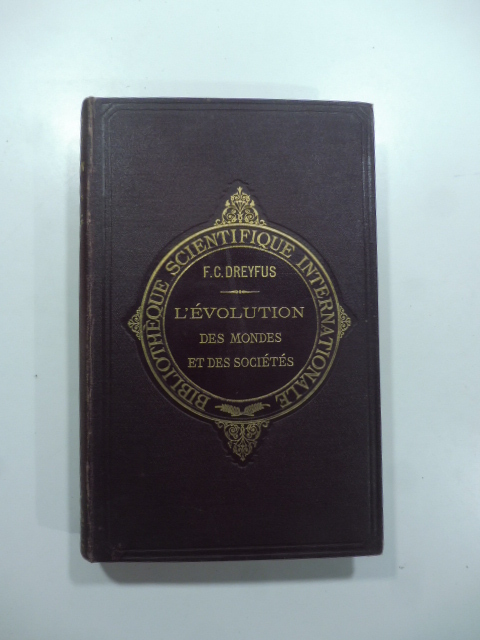 BIBLIOTHÈQUE SCIENTIFIQUE INTERNATIONALE
F. C. DREYFUS
L'ÉVOLUTION
DES MONDES
ET DES SOCIÉTÉS